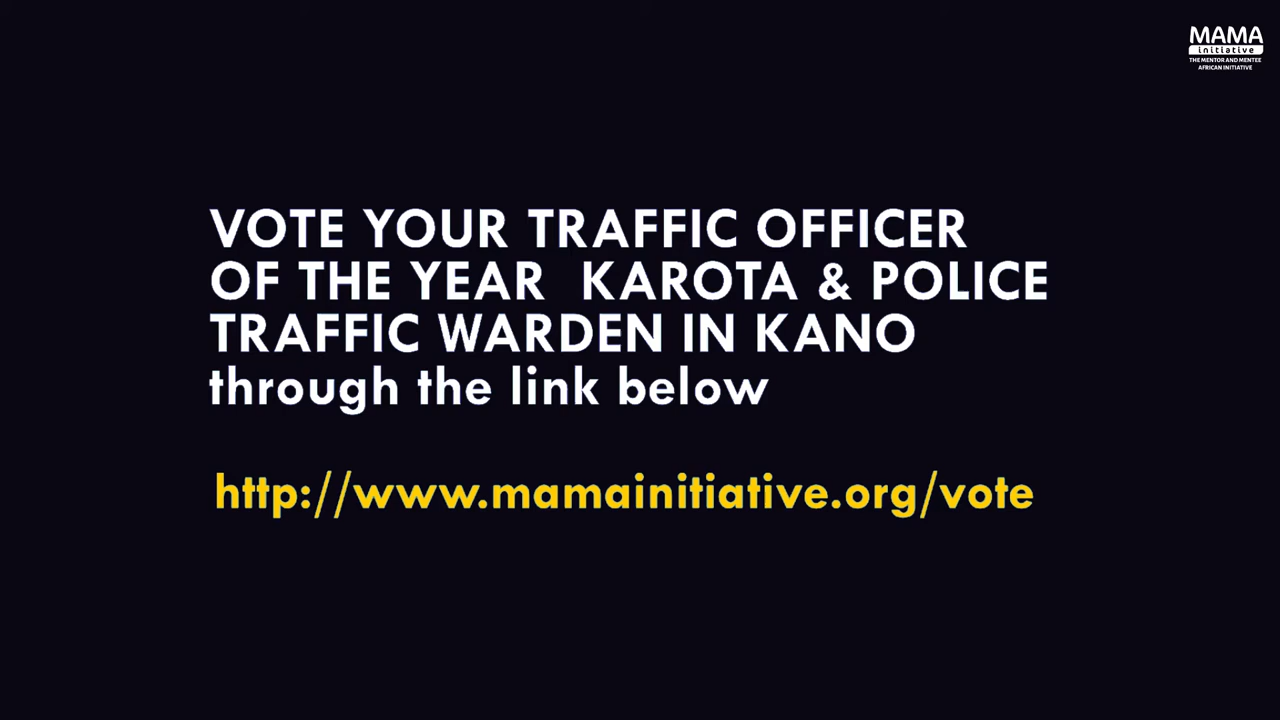 MAMA
initiative
THE MENTOR AND MENTEE
AFRICAN INITIATIVE
VOTE YOUR TRAFFIC OFFICER
OF THE YEAR  KAROTA & POLICE
TRAFFIC WARDEN IN KANO
through the link below
http://www.mamainitiative.org/vote